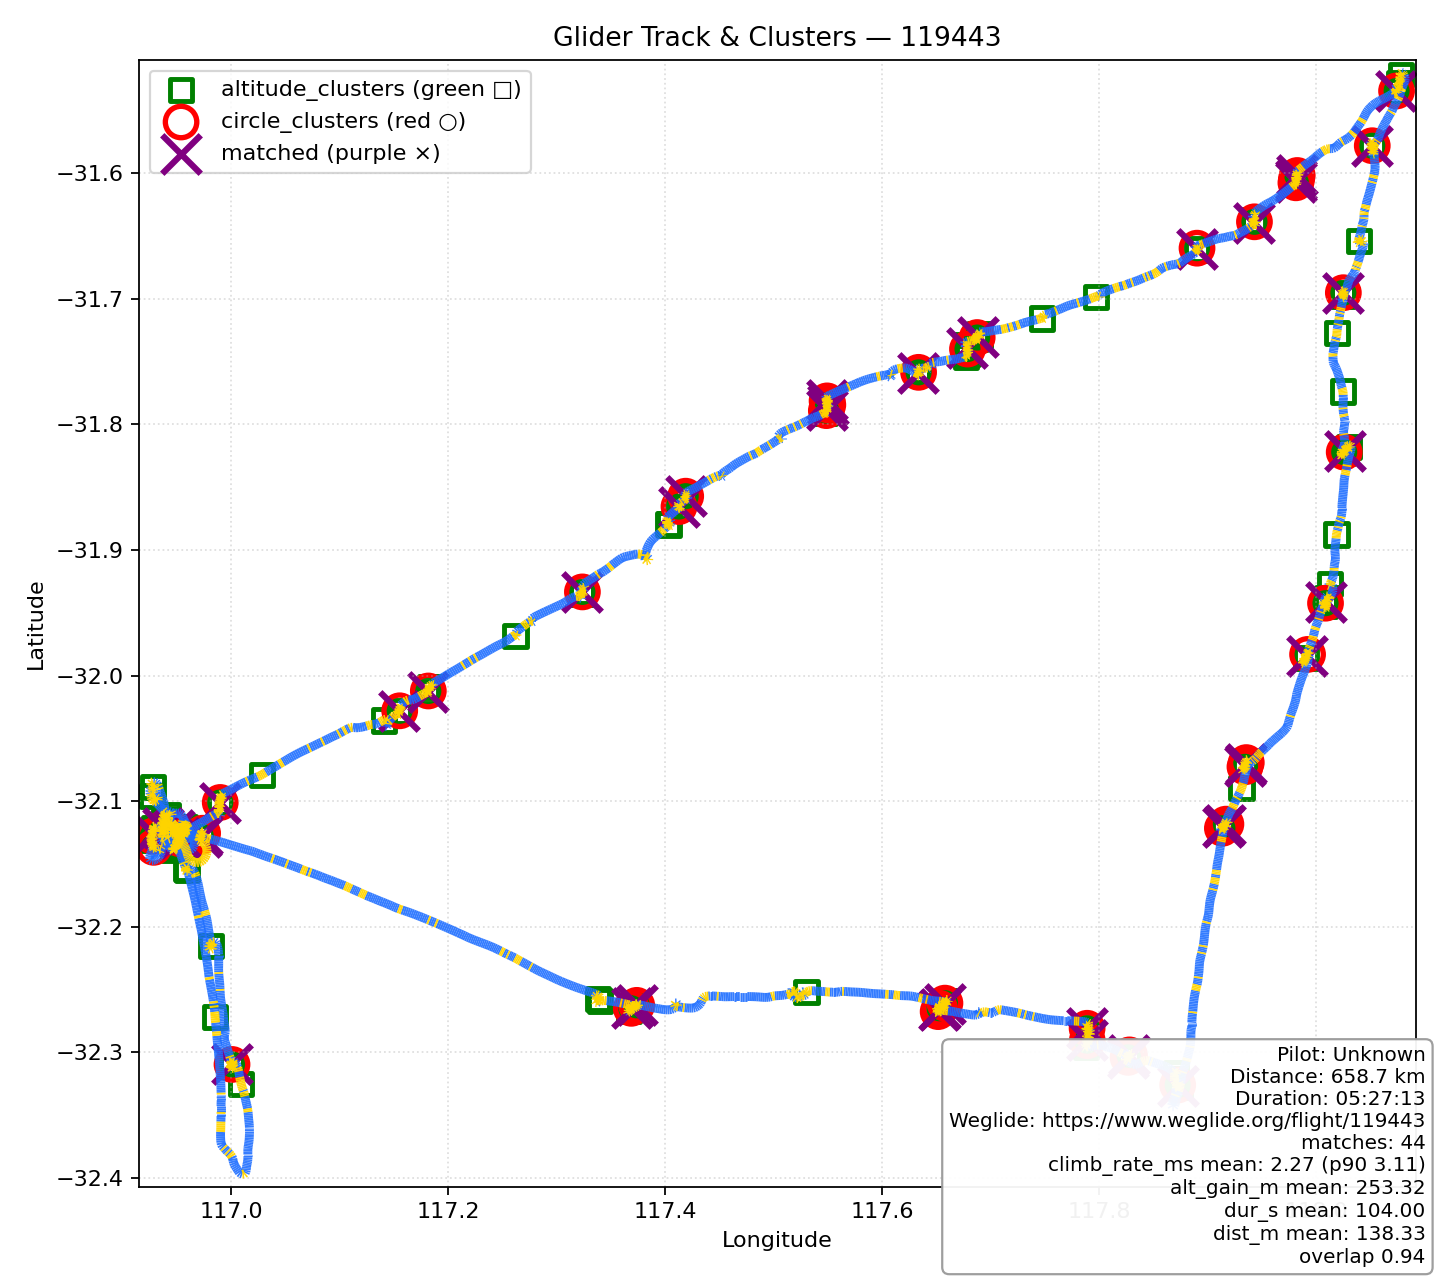 Glider Track & Clusters — 119443
altitude_clusters (green □)
circle_clusters (red ○)
matched (purple ×)
−31.6
−31.7
−31.8
−31.9
−32.0
−32.1
−32.2
−32.3
−32.4
Latitude
117.0
117.2
117.4
117.6
117.8
Longitude
Pilot: Unknown
Distance: 658.7 km
Duration: 05:27:13
Weglide: https://www.weglide.org/flight/119443
matches: 44
climb_rate_ms mean: 2.27 (p90 3.11)
alt_gain_m mean: 253.32
dur_s mean: 104.00
dist_m mean: 138.33
overlap 0.94